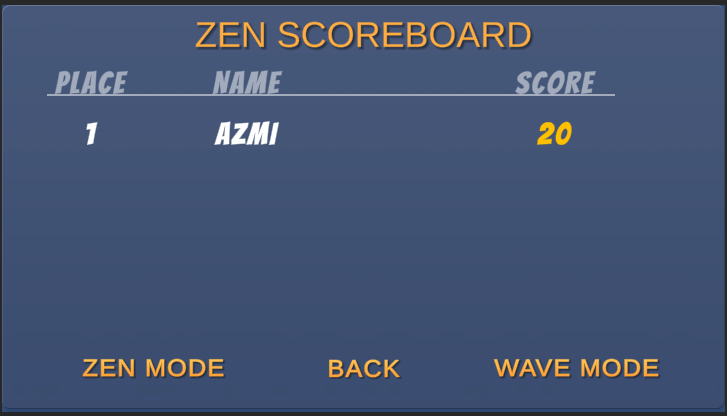 ZEN SCOREBOARD
PLACE NAME SCORE
1 AZMI 20
ZEN MODE BACK WAVE MODE